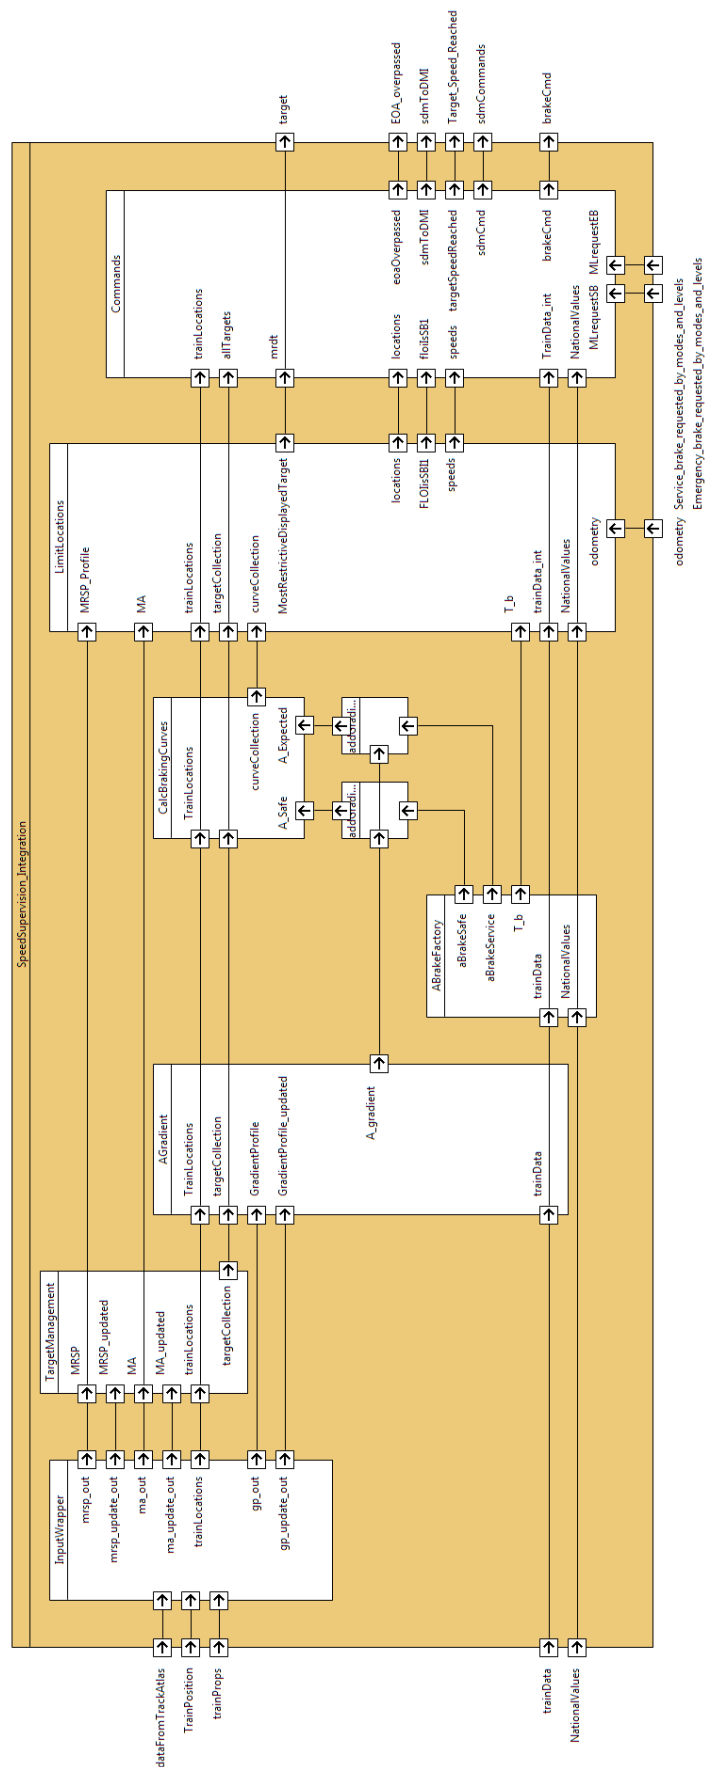 SpeedSupervision_Integration
dataFromTrackAtlas
TrainPosition
trainProps
trainData
NationalValues
InputWrapper
mrsp_out
mrsp_update_out
ma_out
ma_update_out
trainLocations
gp_out
gp_update_out
TargetManagement
MRSP
MRSP_updated
MA
MA_updated
trainLocations
targetCollection
AGradient
TrainLocations
targetCollection
GradientProfile
GradientProfile_updated
A_gradient
trainData
ABrakeFactory
aBrakeSafe
aBrakeService
T_b
trainData
NationalValues
CalcBrakingCurves
TrainLocations
curveCollection
A_Safe
A_Expected
addGradi...
addGradi...
LimitLocations
MRSP_Profile
MA
trainLocations
targetCollection
curveCollection
MostRestrictiveDisplayedTarget
locations
FLOIisSBI1
speeds
T_b
trainData_int
NationalValues
odometry
odometry
Commands
trainLocations
allTargets
mrdt
locations
floiIsSB1
speeds
TrainData_int
NationalValues
eoaOverpassed
sdmToDMI
targetSpeedReached
sdmCmd
brakeCmd
MLrequestSB
MLrequestEB
Service_brake_requested_by_modes_and_levels
Emergency_brake_requested_by_modes_and_levels
target
EOA_overpassed
sdmToDMI
Target_Speed_Reached
sdmCommands
brakeCmd